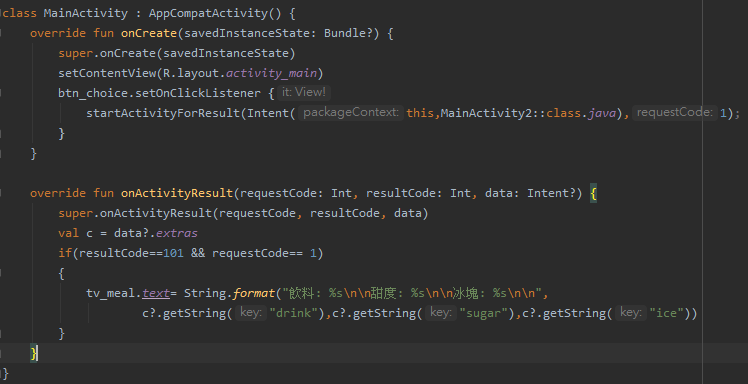 class MainActivity : AppCompatActivity() {
override fun onCreate(savedInstanceState: Bundle?) {
super.onCreate(savedInstanceState)
setContentView(R.layout.activity_main)
btn_choice.setOnClickListener { it: View!
startActivityForResult(Intent( packageContext: this,MainActivity2::class.java), requestCode: 1);
}
}
override fun onActivityResult(requestCode: Int, resultCode: Int, data: Intent?) {
super.onActivityResult(requestCode, resultCode, data)
val c = data?.extras
if(resultCode==101 && requestCode== 1)
{
tv_meal.text= String.format("飲料: %s\n\n甜度: %s\n\n冰塊: %s\n\n",
c?.getString( key: "drink"),c?.getString( key: "sugar"),c?.getString( key: "ice"))
}
}
}